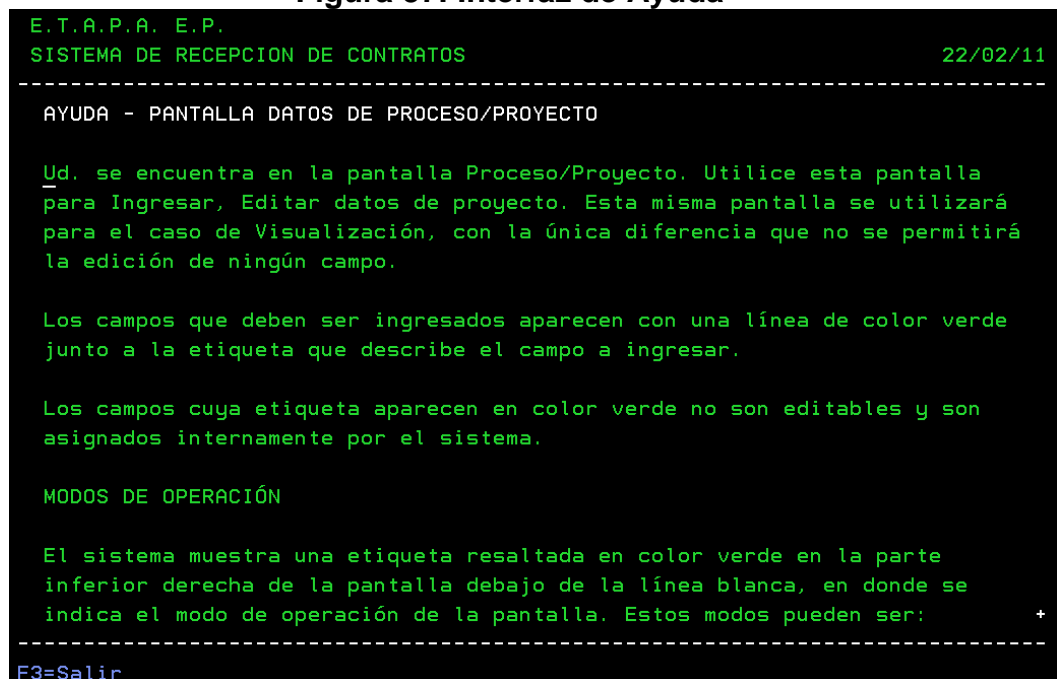 E.T.A.P.A. E.P.
SISTEMA DE RECEPCION DE CONTRATOS 22/02/11
AYUDA - PANTALLA DATOS DE PROCESO/PROYECTO
Ud. se encuentra en la pantalla Proceso/Proyecto. Utilice esta pantalla
para Ingresar, Editar datos de proyecto. Esta misma pantalla se utilizará
para el caso de Visualización, con la única diferencia que no se permitirá
la edición de ningún campo.
Los campos que deben ser ingresados aparecen con una línea de color verde
junto a la etiqueta que describe el campo a ingresar.
Los campos cuya etiqueta aparecen en color verde no son editables y son
asignados internamente por el sistema.
MODOS DE OPERACIÓN
El sistema muestra una etiqueta resaltada en color verde en la parte
inferior derecha de la pantalla debajo de la línea blanca, en donde se
indica el modo de operación de la pantalla. Estos modos pueden ser: +
F3=Salir